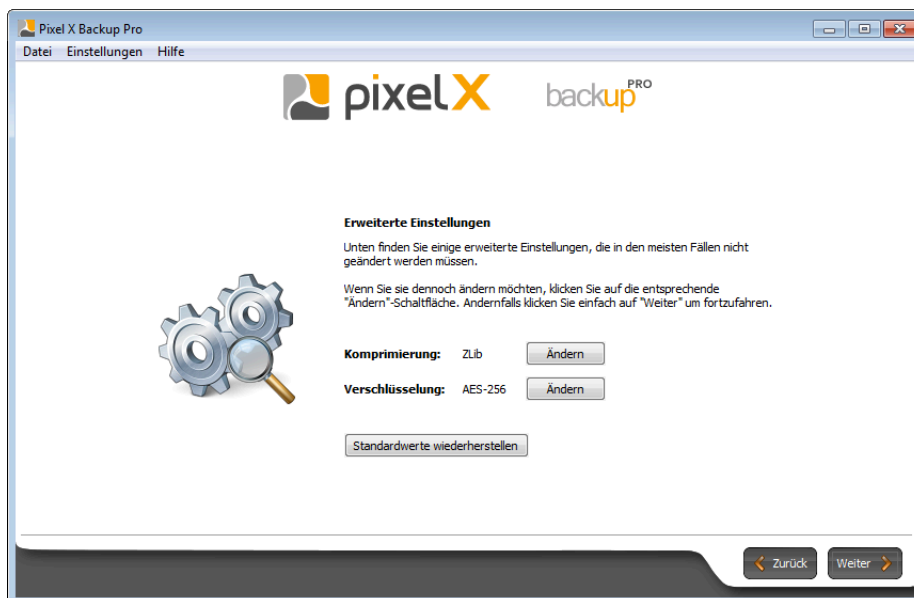 Pixel X Backup Pro
Datei Einstellungen Hilfe
pixelX backup PRO
Erweiterte Einstellungen
Unten finden Sie einige erweiterte Einstellungen, die in den meisten Fällen nicht
geändert werden müssen.
Wenn Sie sie dennoch ändern möchten, klicken Sie auf die entsprechende
"Ändern"-Schaltfläche. Andernfalls klicken Sie einfach auf "Weiter" um fortzufahren.
Komprimierung: ZLib Ändern
Verschlüsselung: AES-256 Ändern
Standardwerte wiederherstellen
Zurück Weiter